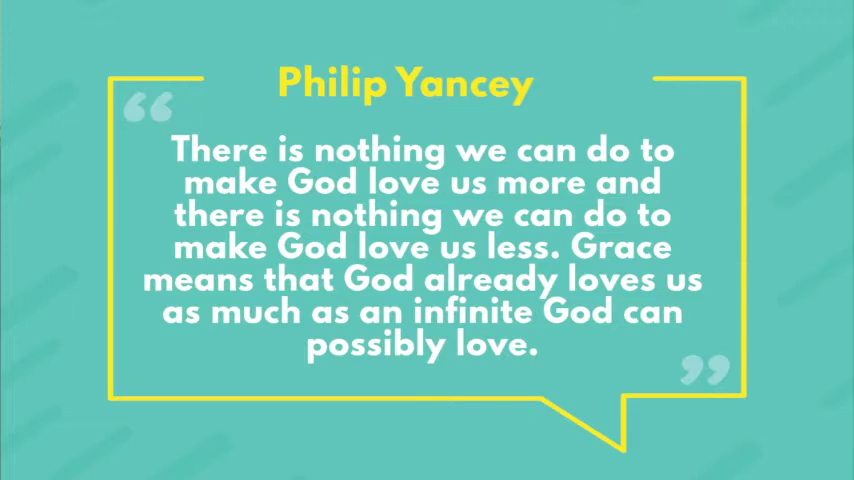 Philip Yancey
“
There is nothing we can do to
make God love us more and
there is nothing we can do to
make God love us less. Grace
means that God already loves us
as much as an infinite God can
possibly love.
”